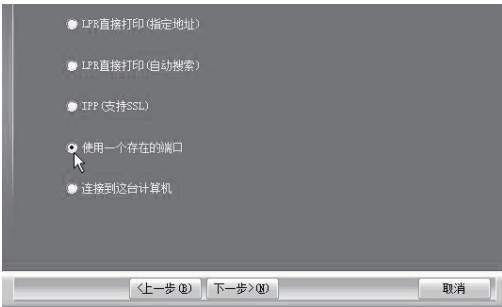 LPR直接打印(指定地址)
LPR直接打印(自动搜索)
IPP(支持SSL)
使用一个存在的端口
连接到这台计算机
<上一步(B) 下一步>(N) 取消